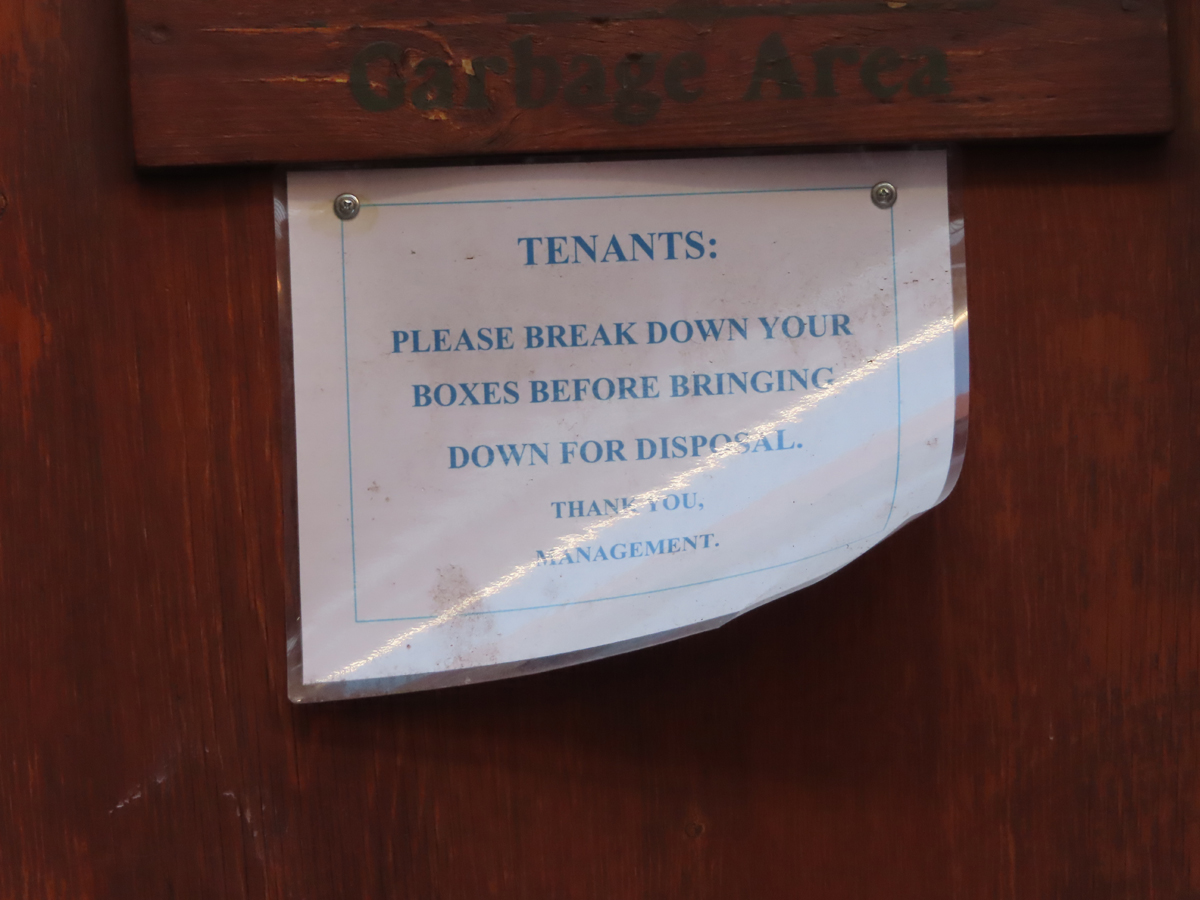 Garbage Area
TENANTS:
PLEASE BREAK DOWN YOUR
BOXES BEFORE BRINGING
DOWN FOR DISPOSAL.
THANK YOU,
MANAGEMENT.